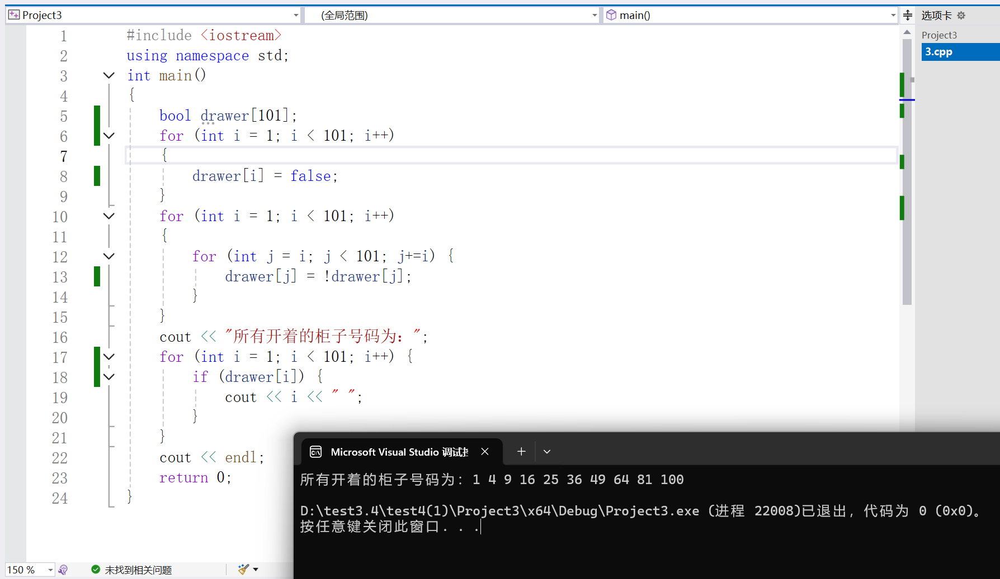 Project3
(全局范围)
main()
选项卡
Project3
3.cpp
1 #include <iostream>
2 using namespace std;
3 int main()
4 {
5 bool drawer[101];
6 for (int i = 1; i < 101; i++)
7 {
8 drawer[i] = false;
9 }
10 for (int i = 1; i < 101; i++)
11 {
12 for (int j = i; j < 101; j+=i) {
13 drawer[j] = !drawer[j];
14 }
15 }
16 cout << "所有开着的柜子号码为：";
17 for (int i = 1; i < 101; i++) {
18 if (drawer[i]) {
19 cout << i << " ";
20 }
21 }
22 cout << endl;
23 return 0;
24 }
Microsoft Visual Studio 调试
所有开着的柜子号码为：1 4 9 16 25 36 49 64 81 100
D:\test3.4\test4(1)\Project3\x64\Debug\Project3.exe (进程 22008)已退出，代码为 0 (0x0)。
按任意键关闭此窗口. . .
150 %
未找到相关问题